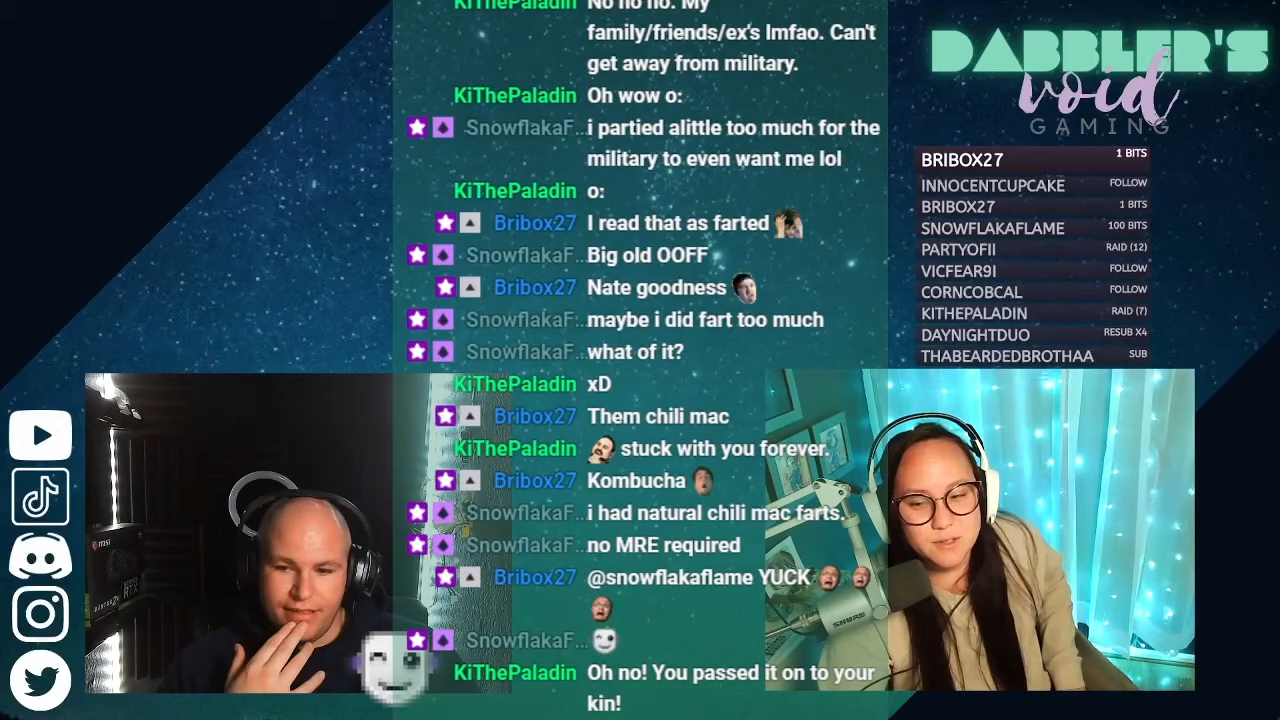 KiThePaladin No no no. My
family/friends/ex's lmfao. Can't
get away from military.
KiThePaladin Oh wow o:
SnowflakaF... i partied alittle too much for the
military to even want me lol
KiThePaladin o:
Bribox27 I read that as farted
SnowflakaF... Big old OOFF
Bribox27 Nate goodness
SnowflakaF... maybe i did fart too much
SnowflakaF... what of it?
KiThePaladin xD
Bribox27 Them chili mac
KiThePaladin stuck with you forever.
Bribox27 Kombucha
SnowflakaF... i had natural chili mac farts.
SnowflakaF... no MRE required
Bribox27 @snowflakaflame YUCK
SnowflakaF...
KiThePaladin Oh no! You passed it on to your
kin!
DABBLER'S
void
GAMING
BRIBOX27 1 BITS
INNOCENTCUPCAKE FOLLOW
BRIBOX27 1 BITS
SNOWFLAKAFLAME 100 BITS
PARTYOFII RAID (12)
VICFEAR9I FOLLOW
CORNCOBCAL FOLLOW
KITHEPALADIN RAID (7)
DAYNIGHTDUO RESUB X4
THABEARDEDBROTHAA SUB
msi
SHURE